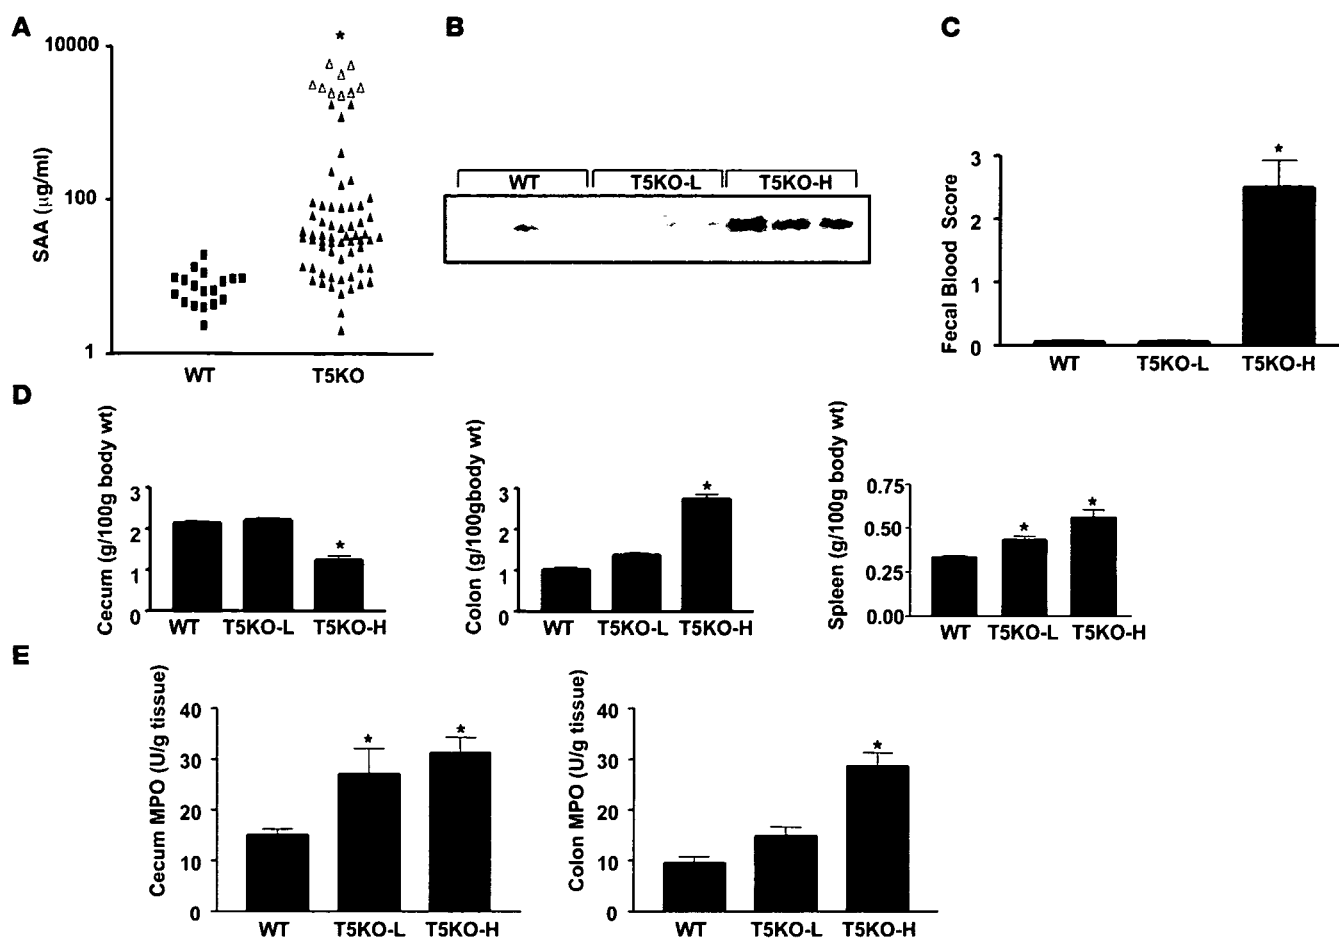 A
B
C
*
10000
100
1
SAA (μg/ml)
WT
T5KO
WT
T5KO-L
T5KO-H
*
3
2
1
0
Fecal Blood Score
WT
T5KO-L
T5KO-H
D
Cecum (g/100g body wt)
3
2
1
0
*
WT
T5KO-L
T5KO-H
Colon (g/100gbody wt)
3
2
1
0
*
WT
T5KO-L
T5KO-H
Spleen (g/100g body wt)
0.75
0.50
0.25
0.00
*
*
WT
T5KO-L
T5KO-H
E
Cecum MPO (U/g tissue)
40
30
20
10
0
*
*
WT
T5KO-L
T5KO-H
Colon MPO (U/g tissue)
40
30
20
10
0
*
WT
T5KO-L
T5KO-H